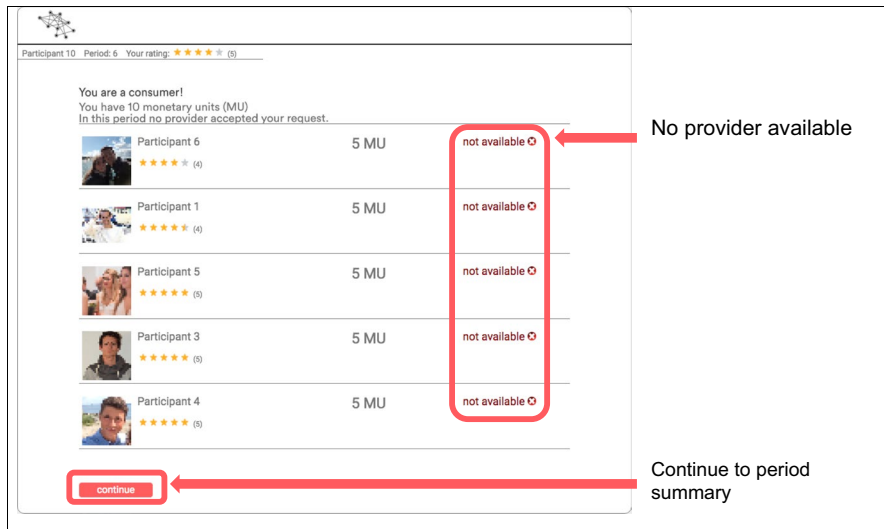 Participant 10 Period: 6 Your rating: ★ ★ ★ ★ ★ (5)
You are a consumer!
You have 10 monetary units (MU)
In this period no provider accepted your request.
Participant 6 5 MU not available
★ ★ ★ ★ ★ (4)
No provider available
Participant 1 5 MU not available
★ ★ ★ ★ ★ (4)
Participant 5 5 MU not available
★ ★ ★ ★ ★ (5)
Participant 3 5 MU not available
★ ★ ★ ★ ★ (5)
Participant 4 5 MU not available
★ ★ ★ ★ ★ (5)
continue
Continue to period
summary